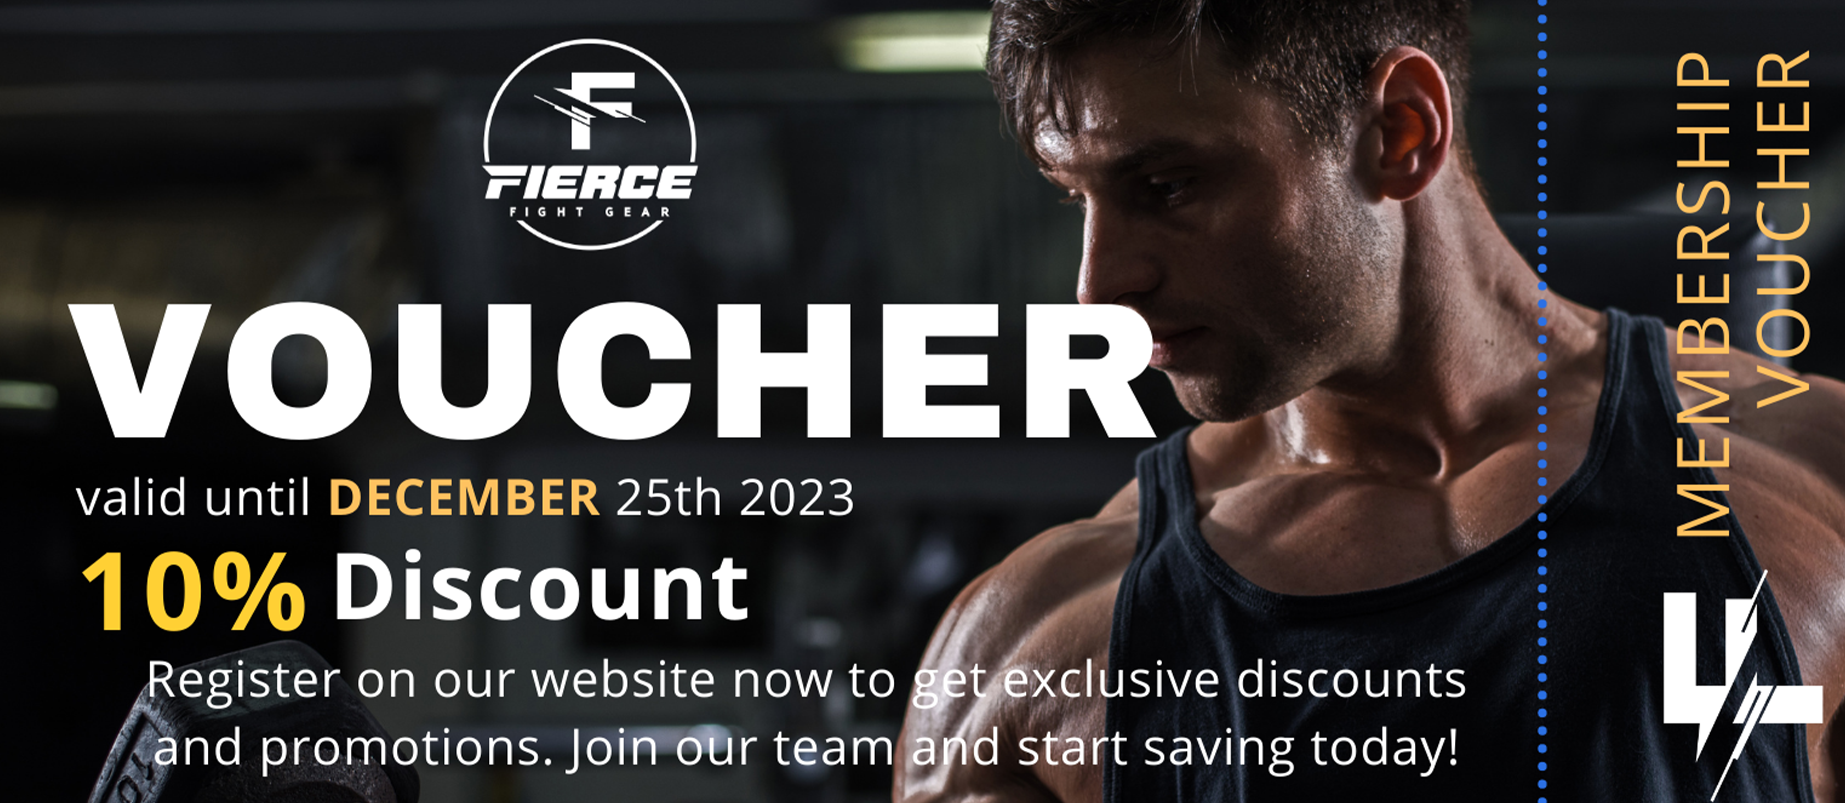 F
FIERCE
FIGHT GEAR
VOUCHER
valid until DECEMBER 25th 2023
10% Discount
Register on our website now to get exclusive discounts
and promotions. Join our team and start saving today!
MEMBERSHIP
VOUCHER
F